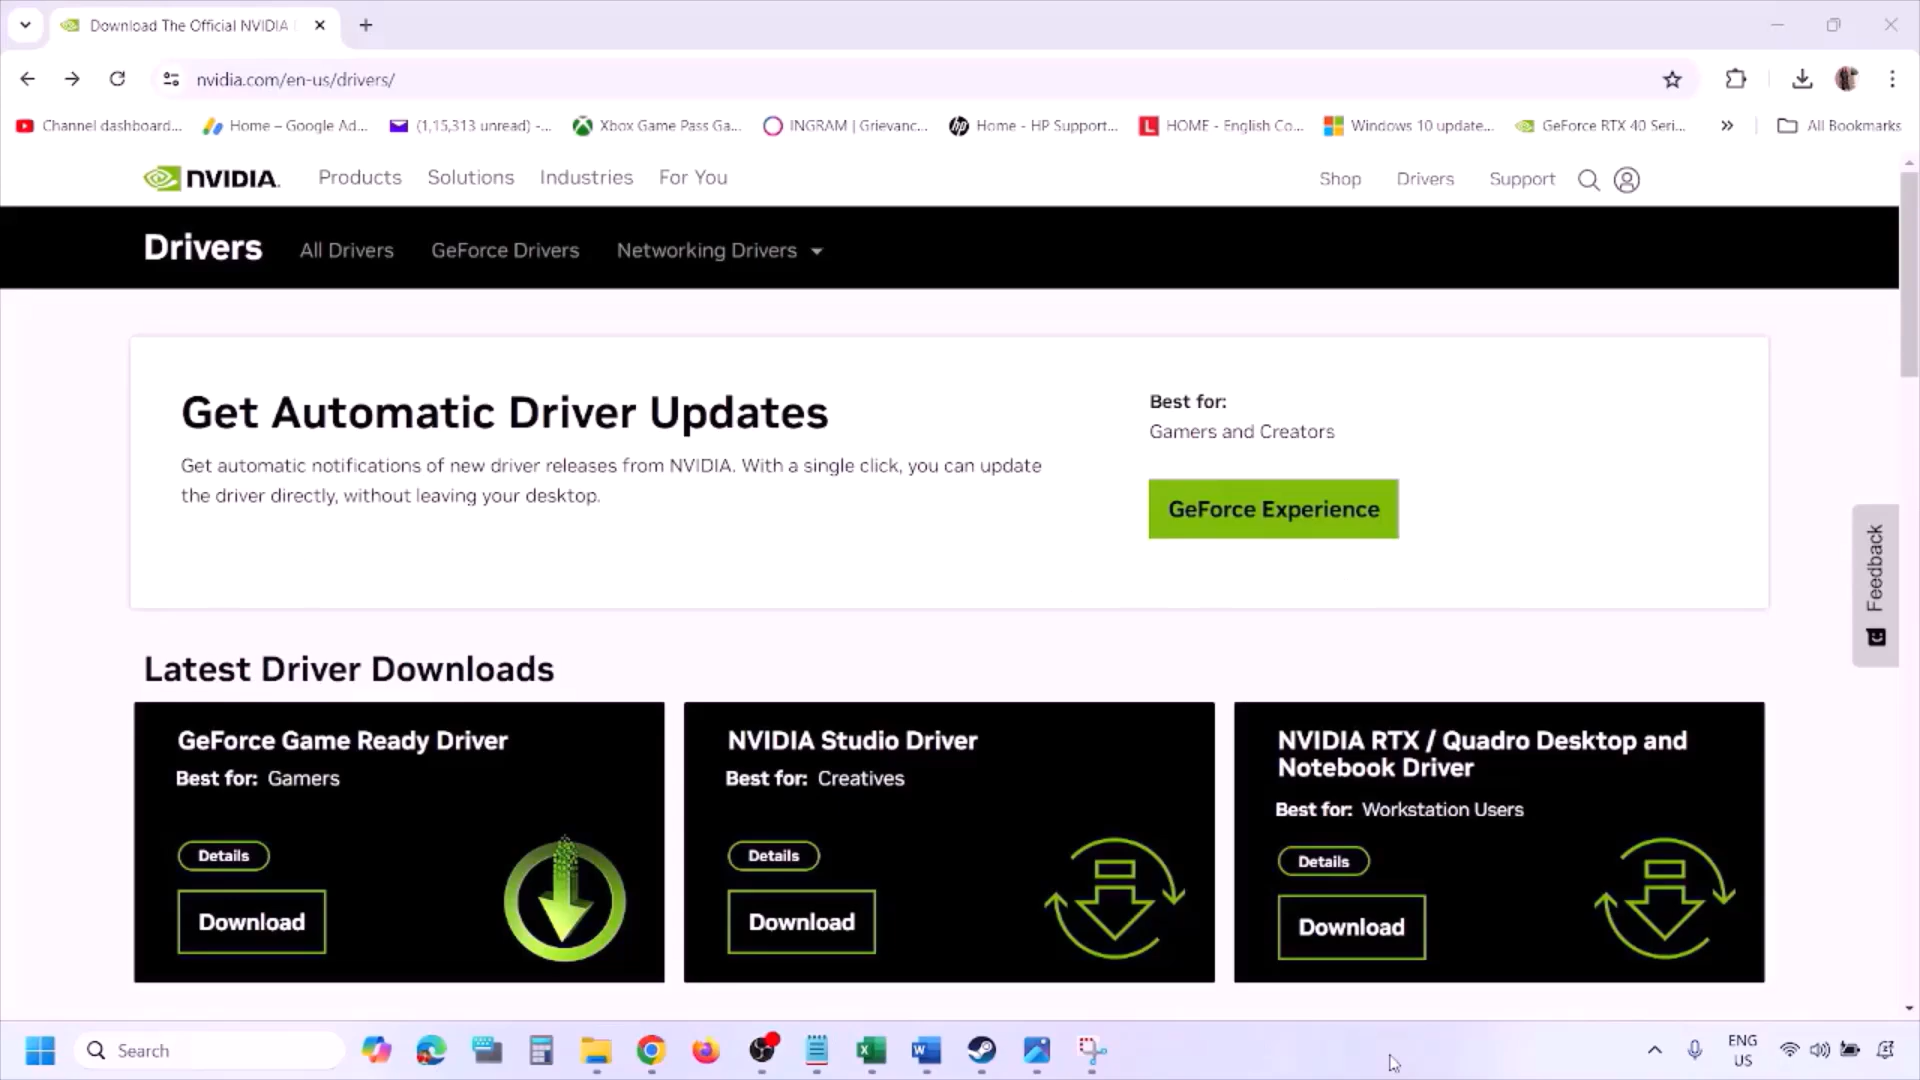 Download The Official NVIDIA
nvidia.com/en-us/drivers/
Channel dashboard...
Home – Google Ad...
(1,15,313 unread) -...
Xbox Game Pass Ga...
INGRAM | Grievanc...
Home - HP Support...
HOME - English Co...
Windows 10 update...
GeForce RTX 40 Seri...
All Bookmarks
NVIDIA.
Products
Solutions
Industries
For You
Shop
Drivers
Support
Drivers
All Drivers
GeForce Drivers
Networking Drivers
Get Automatic Driver Updates
Get automatic notifications of new driver releases from NVIDIA. With a single click, you can update
the driver directly, without leaving your desktop.
Best for:
Gamers and Creators
GeForce Experience
Feedback
Latest Driver Downloads
GeForce Game Ready Driver
Best for: Gamers
Details
Download
NVIDIA Studio Driver
Best for: Creatives
Details
Download
NVIDIA RTX / Quadro Desktop and
Notebook Driver
Best for: Workstation Users
Details
Download
Search
ENG
US